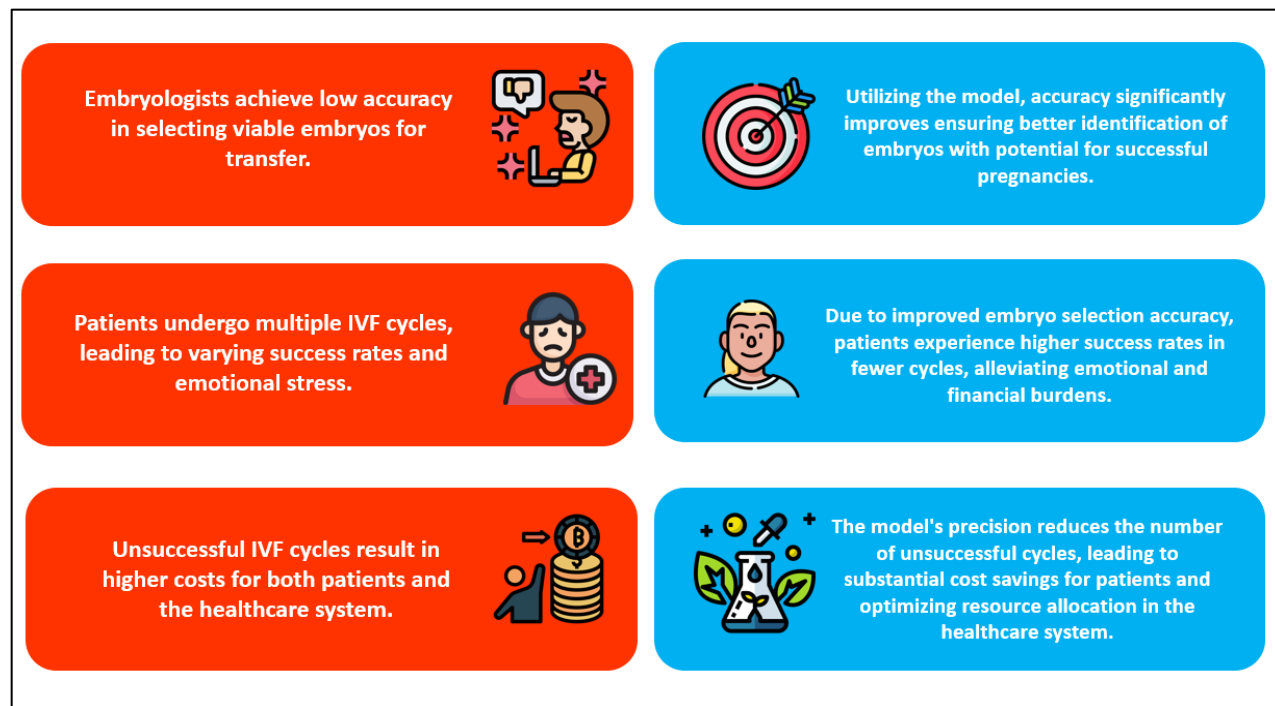 Embryologists achieve low accuracy
in selecting viable embryos for
transfer.
Utilizing the model, accuracy significantly
improves ensuring better identification of
embryos with potential for successful
pregnancies.
Patients undergo multiple IVF cycles,
leading to varying success rates and
emotional stress.
Due to improved embryo selection accuracy,
patients experience higher success rates in
fewer cycles, alleviating emotional and
financial burdens.
Unsuccessful IVF cycles result in
higher costs for both patients and
the healthcare system.
B
The model's precision reduces the number
of unsuccessful cycles, leading to
substantial cost savings for patients and
optimizing resource allocation in the
healthcare system.